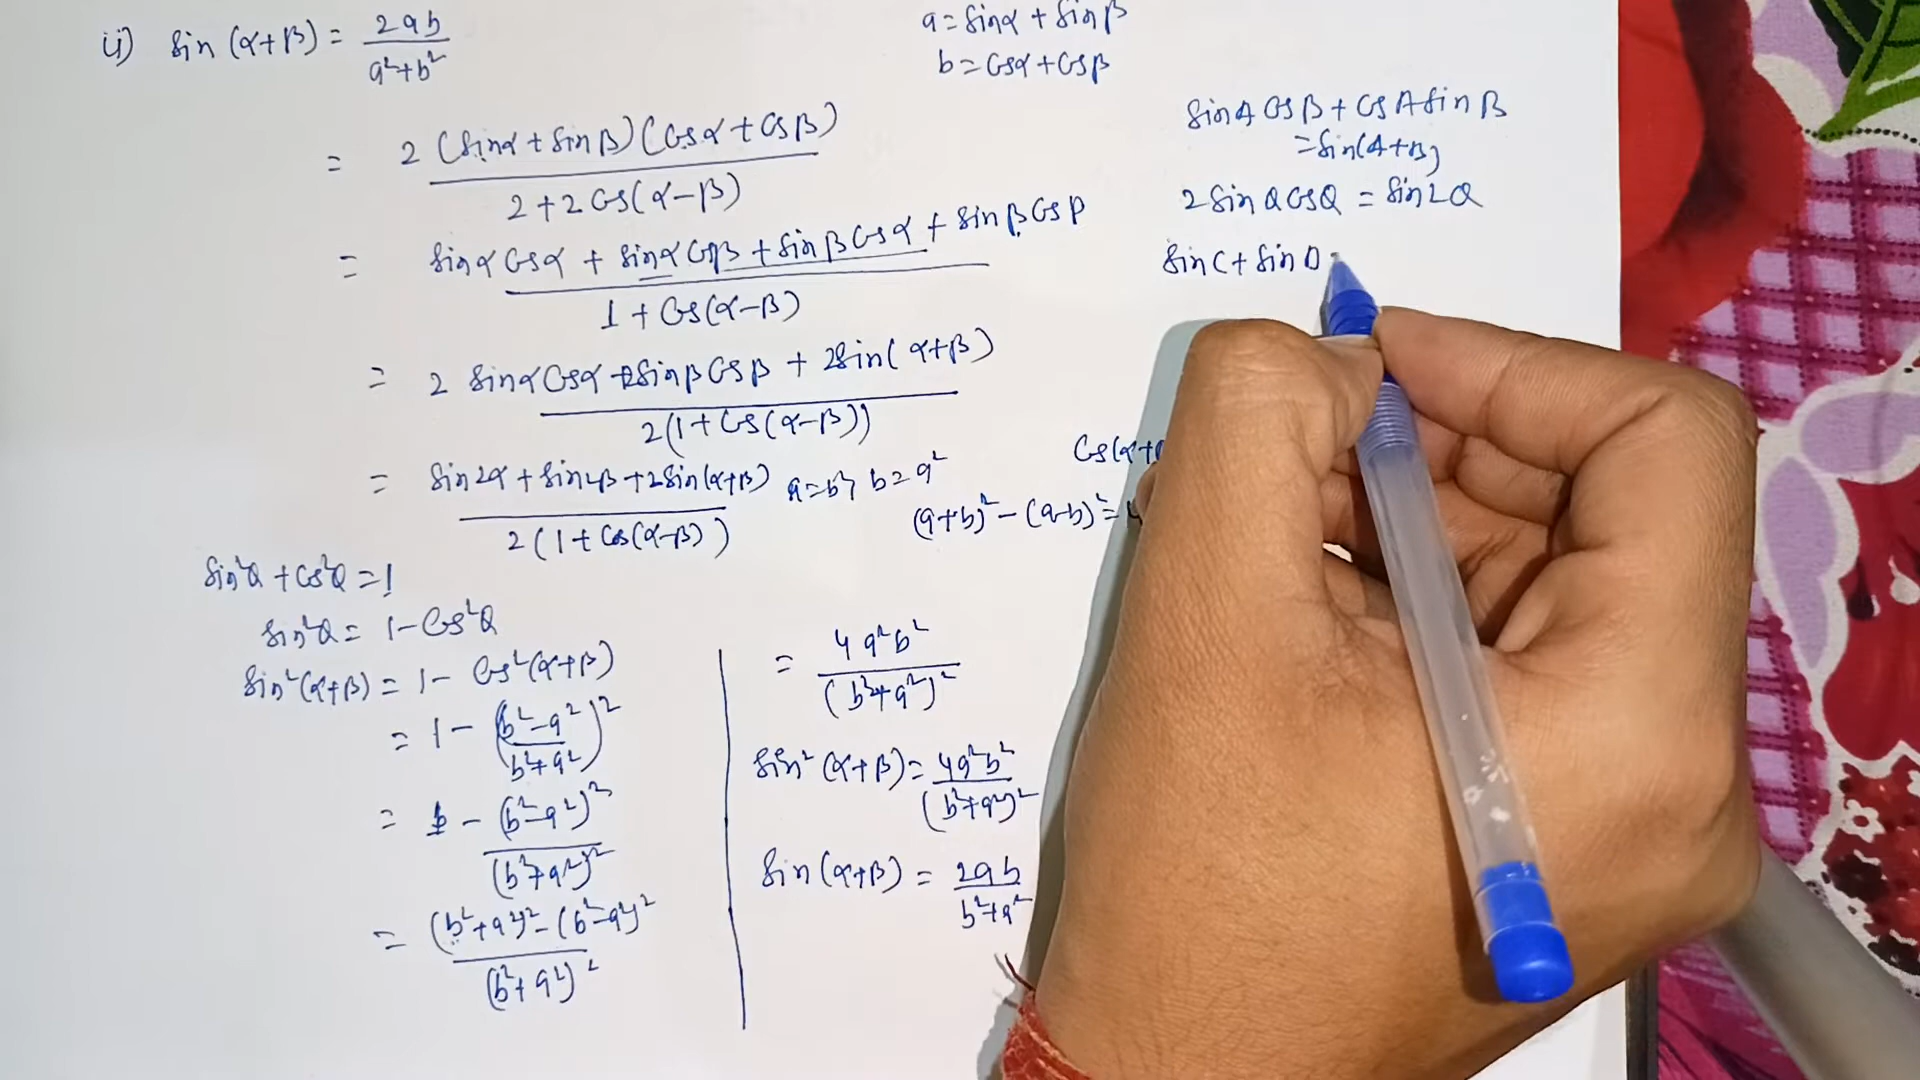 ii) Sin (α+β) = 2ab / a²+b²
a = Sinα + Sinβ
b = Cosα + Cosβ
= 2 (Sinα + Sinβ)(Cosα + Cosβ) / 2+2Cos(α-β)
= Sinα Cosα + Sinα Cosβ + Sinβ Cosα + Sinβ Cosβ / 1 + Cos(α-β)
= 2 Sinα Cosα + 2Sinβ Cosβ + 2Sin(α+β) / 2(1+Cos(α-β))
= Sin2α + Sin2β + 2Sin(α+β) / 2(1+Cos(α-β))
a=b², b=a²
Cos(α+
(a+b)² - (a-b)² = 4
SinA CosB + CosA SinB
= Sin(A+B)
2SinQ CosQ = Sin2Q
SinC + SinD =
Sin²Q + Cos²Q = 1
Sin²Q = 1 - Cos²Q
Sin²(α+β) = 1 - Cos²(α+β)
= 1 - (b²-a² / b²+a²)²
= 1 - (b²-a²)² / (b²+a²)²
= (b²+a²)² - (b²-a²)² / (b²+a²)²
= 4a²b² / (b²+a²)²
Sin²(α+β) = 4a²b² / (b²+a²)²
Sin(α+β) = 2ab / b²+a²